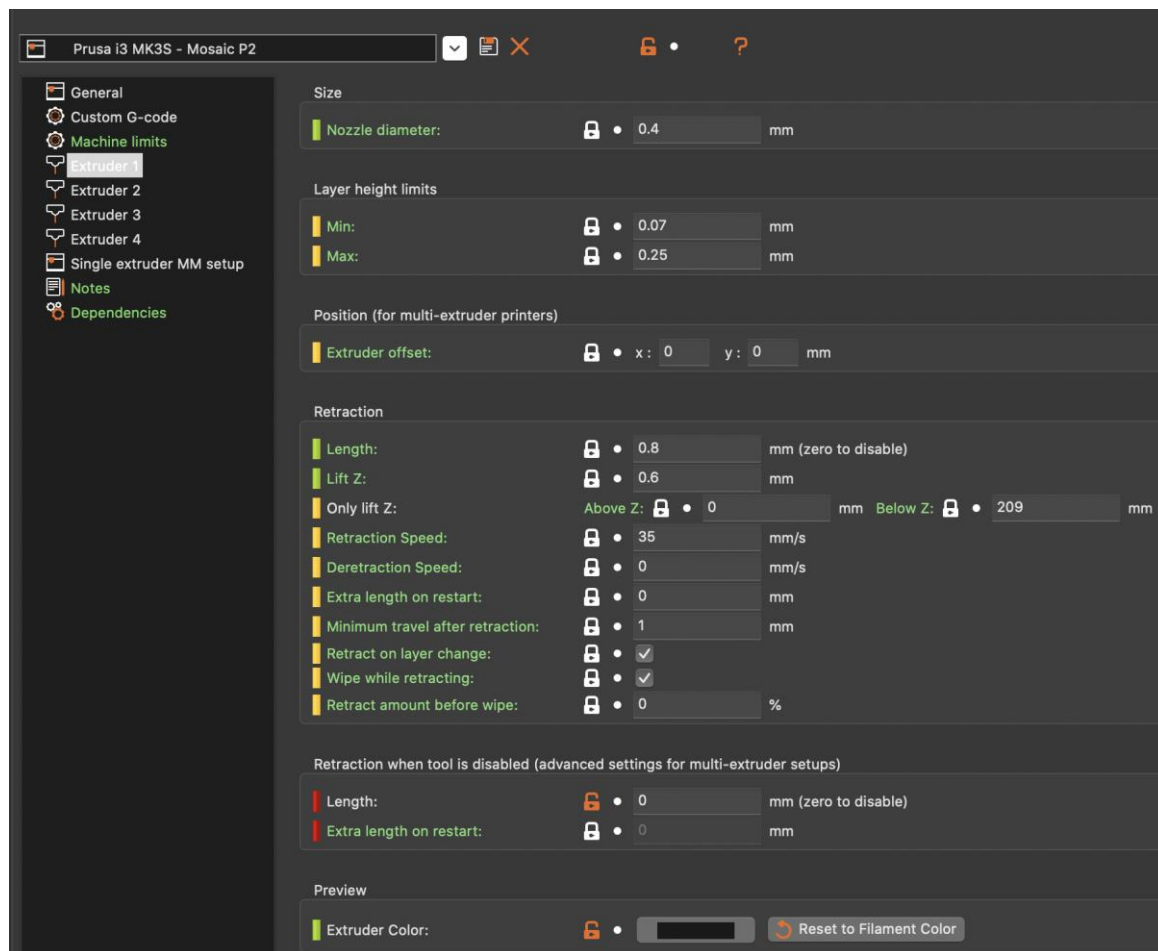 Prusa i3 MK3S - Mosaic P2
?
General
Custom G-code
Machine limits
Extruder 1
Extruder 2
Extruder 3
Extruder 4
Single extruder MM setup
Notes
Dependencies
Size
Nozzle diameter: 0.4 mm
Layer height limits
Min: 0.07 mm
Max: 0.25 mm
Position (for multi-extruder printers)
Extruder offset: x : 0 y : 0 mm
Retraction
Length: 0.8 mm (zero to disable)
Lift Z: 0.6 mm
Only lift Z: Above Z: 0 mm Below Z: 209 mm
Retraction Speed: 35 mm/s
Deretraction Speed: 0 mm/s
Extra length on restart: 0 mm
Minimum travel after retraction: 1 mm
Retract on layer change:
Wipe while retracting:
Retract amount before wipe: 0 %
Retraction when tool is disabled (advanced settings for multi-extruder setups)
Length: 0 mm (zero to disable)
Extra length on restart: 0 mm
Preview
Extruder Color: Reset to Filament Color